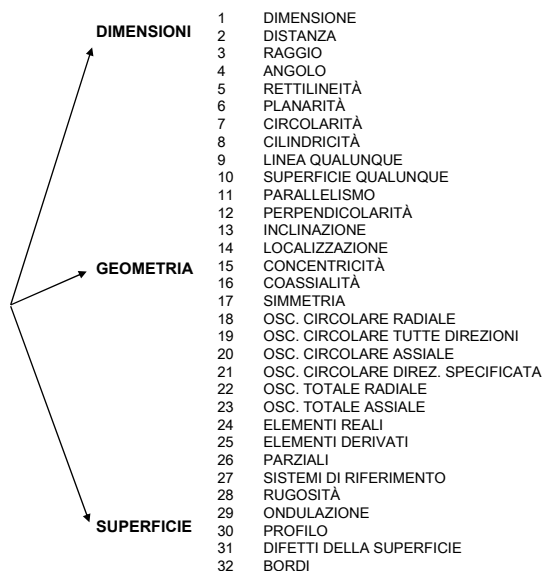 DIMENSIONI
GEOMETRIA
SUPERFICIE
1 DIMENSIONE
2 DISTANZA
3 RAGGIO
4 ANGOLO
5 RETTILINEITÀ
6 PLANARITÀ
7 CIRCOLARITÀ
8 CILINDRICITÀ
9 LINEA QUALUNQUE
10 SUPERFICIE QUALUNQUE
11 PARALLELISMO
12 PERPENDICOLARITÀ
13 INCLINAZIONE
14 LOCALIZZAZIONE
15 CONCENTRICITÀ
16 COASSIALITÀ
17 SIMMETRIA
18 OSC. CIRCOLARE RADIALE
19 OSC. CIRCOLARE TUTTE DIREZIONI
20 OSC. CIRCOLARE ASSIALE
21 OSC. CIRCOLARE DIREZ. SPECIFICATA
22 OSC. TOTALE RADIALE
23 OSC. TOTALE ASSIALE
24 ELEMENTI REALI
25 ELEMENTI DERIVATI
26 PARZIALI
27 SISTEMI DI RIFERIMENTO
28 RUGOSITÀ
29 ONDULAZIONE
30 PROFILO
31 DIFETTI DELLA SUPERFICIE
32 BORDI